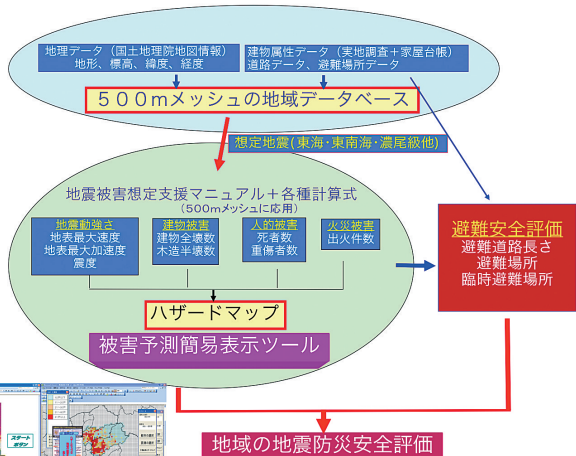 地理データ（国土地理院地図情報）
地形、標高、緯度、経度
建物属性データ（実地調査＋家屋台帳）
道路データ、避難場所データ
５００ｍメッシュの地域データベース
想定地震(東海・東南海・濃尾級他)
地震被害想定支援マニュアル＋各種計算式
（500mメッシュに応用）
地震動強さ
地表最大速度
地表最大加速度
震度
建物被害
建物全壊数
木造半壊数
人的被害
死者数
重傷者数
火災被害
出火件数
避難安全評価
避難道路長さ
避難場所
臨時避難場所
ハザードマップ
被害予測簡易表示ツール
スタート
ボタン
地域の地震防災安全評価